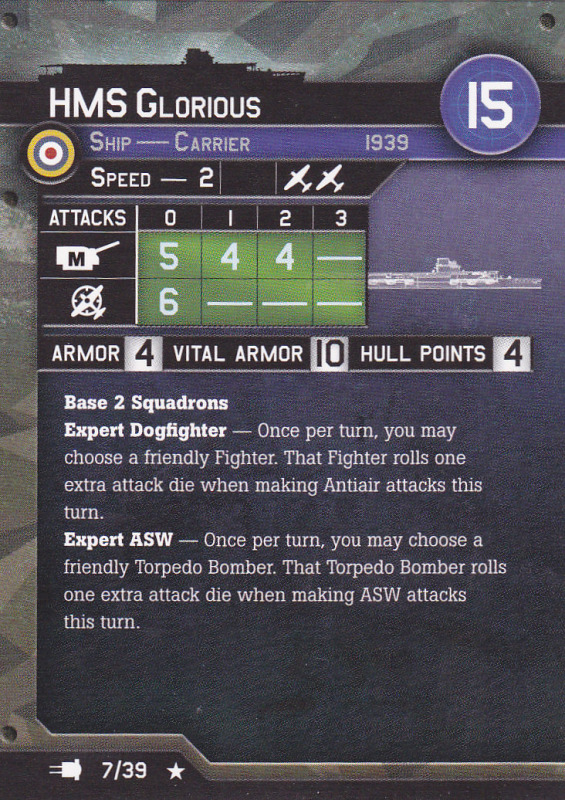 HMS GLORIOUS
15
SHIP — CARRIER 1939
SPEED — 2
ATTACKS 0 1 2 3
M 5 4 4 —
6 — — —
ARMOR 4 VITAL ARMOR 10 HULL POINTS 4
Base 2 Squadrons
Expert Dogfighter — Once per turn, you may
choose a friendly Fighter. That Fighter rolls one
extra attack die when making Antiair attacks this
turn.
Expert ASW — Once per turn, you may choose a
friendly Torpedo Bomber. That Torpedo Bomber rolls
one extra attack die when making ASW attacks
this turn.
7/39 ★